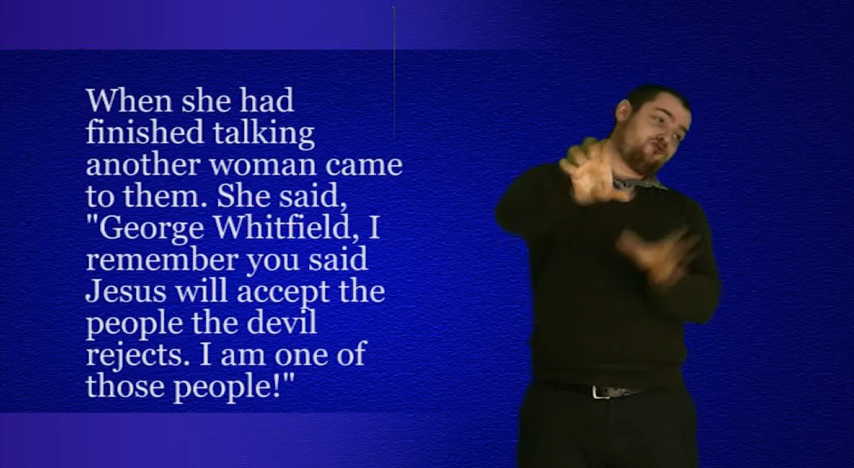 When she had
finished talking
another woman came
to them. She said,
"George Whitfield, I
remember you said
Jesus will accept the
people the devil
rejects. I am one of
those people!"